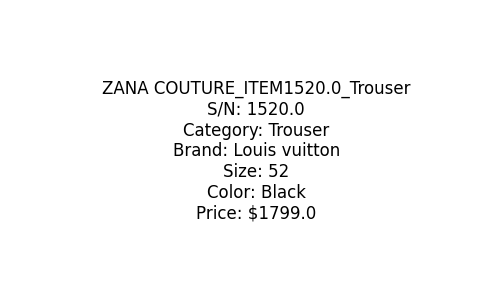 ZANA COUTURE_ITEM1520.0_Trouser
S/N: 1520.0
Category: Trouser
Brand: Louis vuitton
Size: 52
Color: Black
Price: $1799.0